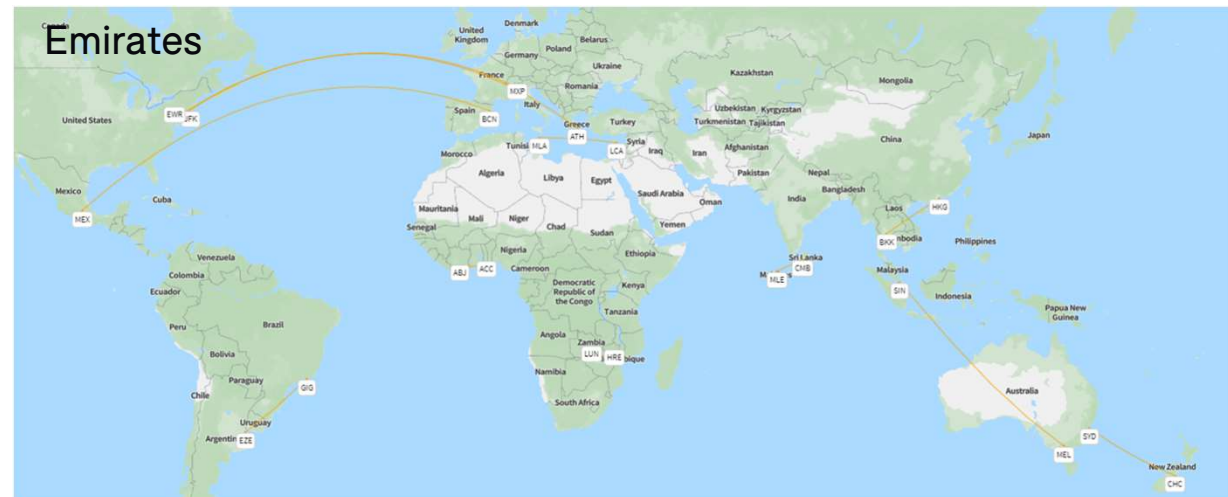 Emirates
Canada
United
Kingdom
Denmark
Belarus
Poland
Germany
Ukraine
France
Romania
Kazakhstan
Mongolia
MXP
Italy
Spain
BCN
EWR
JFK
United States
Greece
ATH
Turkey
Uzbekistan
Kyrgyzstan
Turkmenistan
Tajikistan
China
Japan
Tunisi
MLA
LCA
Syria
Iraq
Iran
Afghanistan
Morocco
Algeria
Libya
Egypt
Pakistan
Nepal
Saudi Arabia
Oman
Bangladesh
India
Laos
HKG
Mexico
MEX
Cuba
Mauritania
Mali
Niger
Chad
Sudan
Yemen
Senegal
Nigeria
Ethiopia
BKK
mbodia
Philippines
Venezuela
Colombia
Ecuador
ABJ
ACC
Cameroon
Democratic
Republic of
the Congo
Kenya
Tanzania
Sri Lanka
CMB
M
s
MLE
Malaysia
SIN
Indonesia
Papua New
Guinea
Peru
Brazil
Bolivia
Angola
Zambia
LUN
HRE
bique
Namibia
Paraguay
GIG
Chile
South Africa
Australia
Uruguay
Argentin
EZE
SYD
MEL
New Zealand
CHC